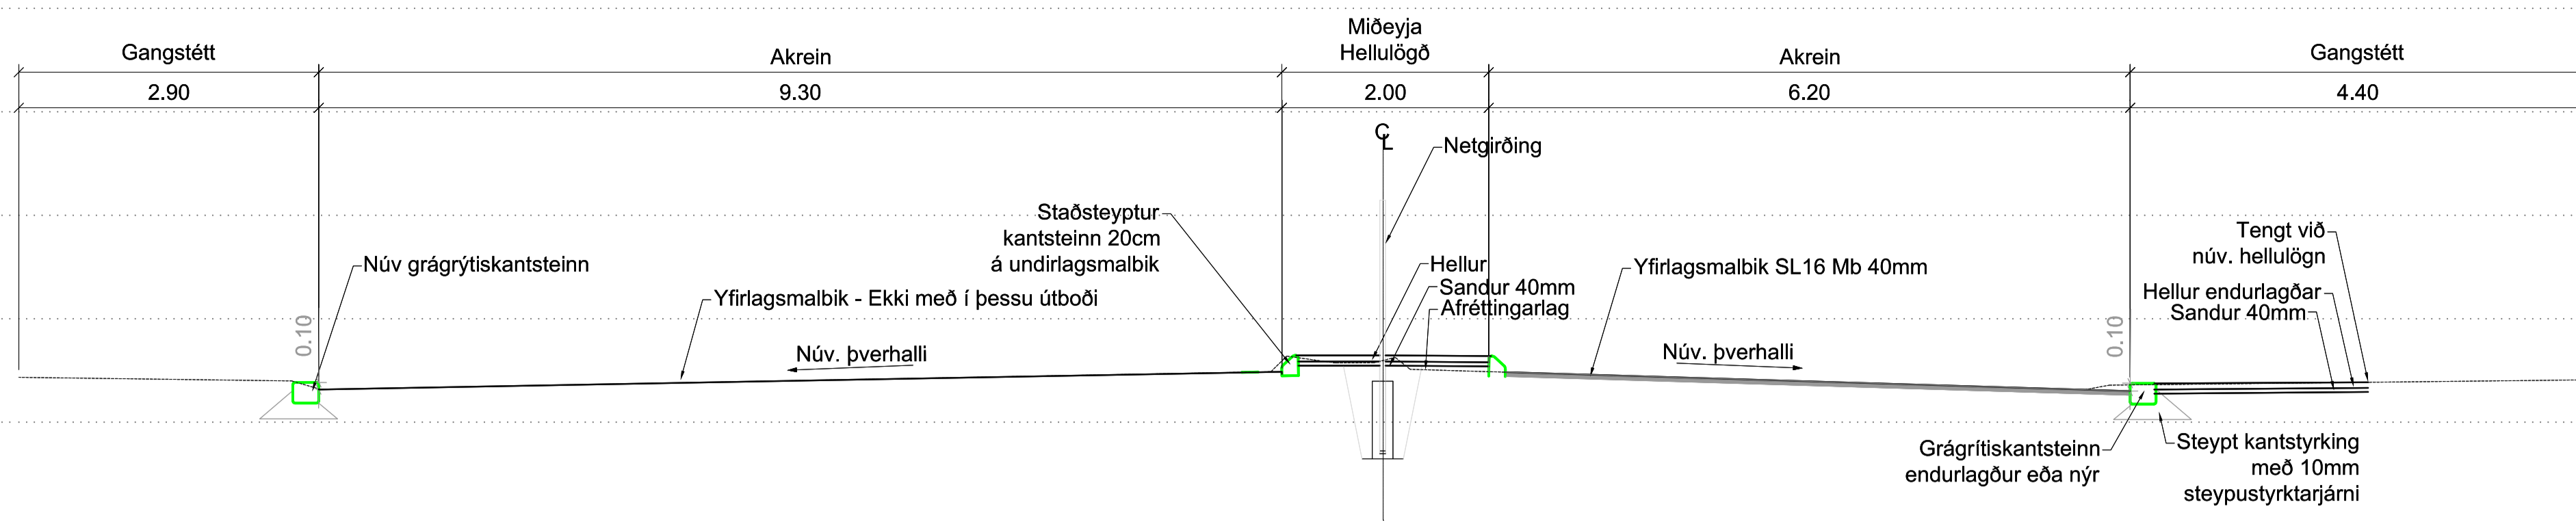 Gangstétt
Akrein
Miðeyja
Hellulögð
Akrein
Gangstétt
2.90
9.30
2.00
6.20
4.40
CL
Netgirðing
Staðsteyptur
kantsteinn 20cm
á undirlagsmalbik
Núv grágrýtiskantsteinn
Yfirlagsmalbik - Ekki með í þessu útboði
Hellur
Sandur 40mm
Afréttingarlag
Yfirlagsmalbik SL16 Mb 40mm
Tengt við
núv. hellulögn
Hellur endurlagðar
Sandur 40mm
0.10
Núv. þverhalli
Núv. þverhalli
0.10
Grágrítiskantsteinn
endurlagður eða nýr
Steypt kantstyrking
með 10mm
steypustyrktarjárni